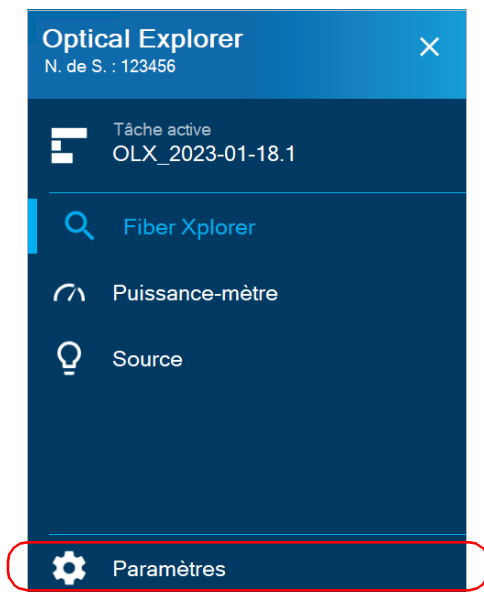 Optical Explorer
N. de S. : 123456
Tâche active
OLX_2023-01-18.1
Fiber Xplorer
Puissance-mètre
Source
Paramètres